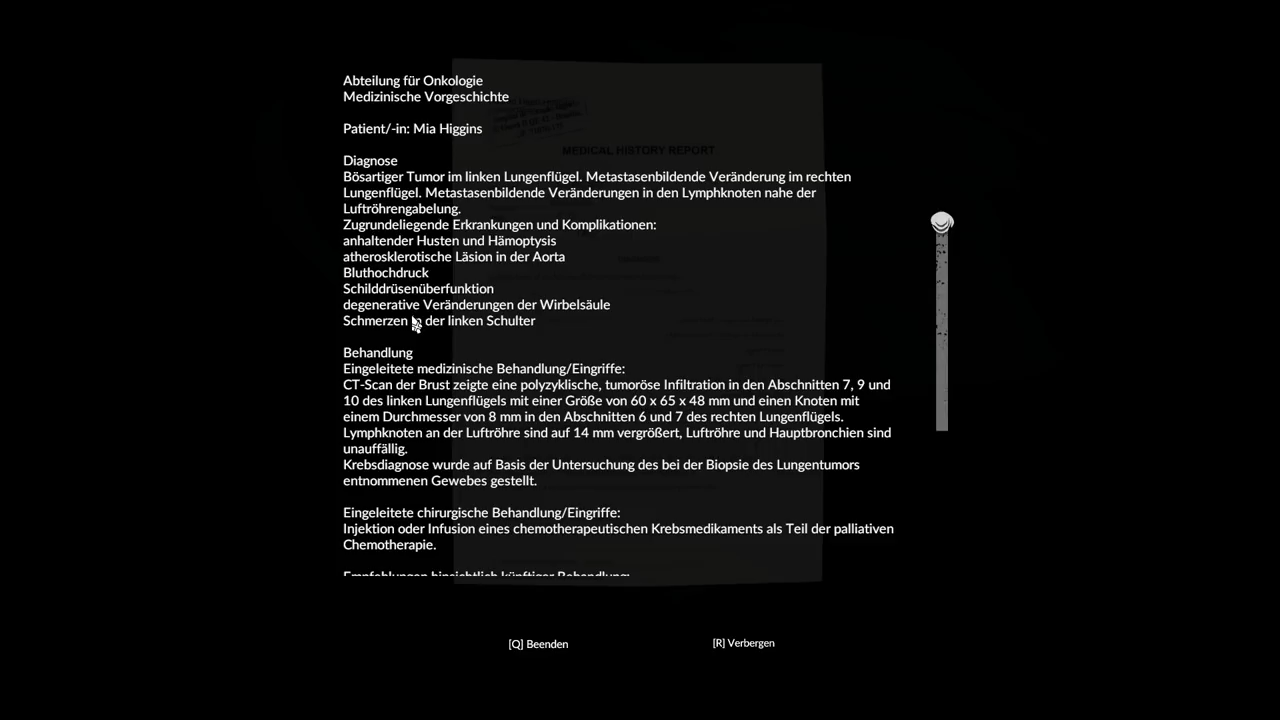 Abteilung für Onkologie
Medizinische Vorgeschichte
Patient/-in: Mia Higgins
Diagnose
Bösartiger Tumor im linken Lungenflügel. Metastasenbildende Veränderung im rechten
Lungenflügel. Metastasenbildende Veränderungen in den Lymphknoten nahe der
Luftröhrengabelung.
Zugrundeliegende Erkrankungen und Komplikationen:
anhaltender Husten und Hämoptysis
atherosklerotische Läsion in der Aorta
Bluthochdruck
Schilddrüsenüberfunktion
degenerative Veränderungen der Wirbelsäule
Schmerzen in der linken Schulter
Behandlung
Eingeleitete medizinische Behandlung/Eingriffe:
CT-Scan der Brust zeigte eine polyzyklische, tumoröse Infiltration in den Abschnitten 7, 9 und
10 des linken Lungenflügels mit einer Größe von 60 x 65 x 48 mm und einen Knoten mit
einem Durchmesser von 8 mm in den Abschnitten 6 und 7 des rechten Lungenflügels.
Lymphknoten an der Luftröhre sind auf 14 mm vergrößert, Luftröhre und Hauptbronchien sind
unauffällig.
Krebsdiagnose wurde auf Basis der Untersuchung des bei der Biopsie des Lungentumors
entnommenen Gewebes gestellt.
Eingeleitete chirurgische Behandlung/Eingriffe:
Injektion oder Infusion eines chemotherapeutischen Krebsmedikaments als Teil der palliativen
Chemotherapie.
Empfehlungen hinsichtlich künftiger Behandlung:
MEDICAL HISTORY REPORT
[Q] Beenden
[R] Verbergen